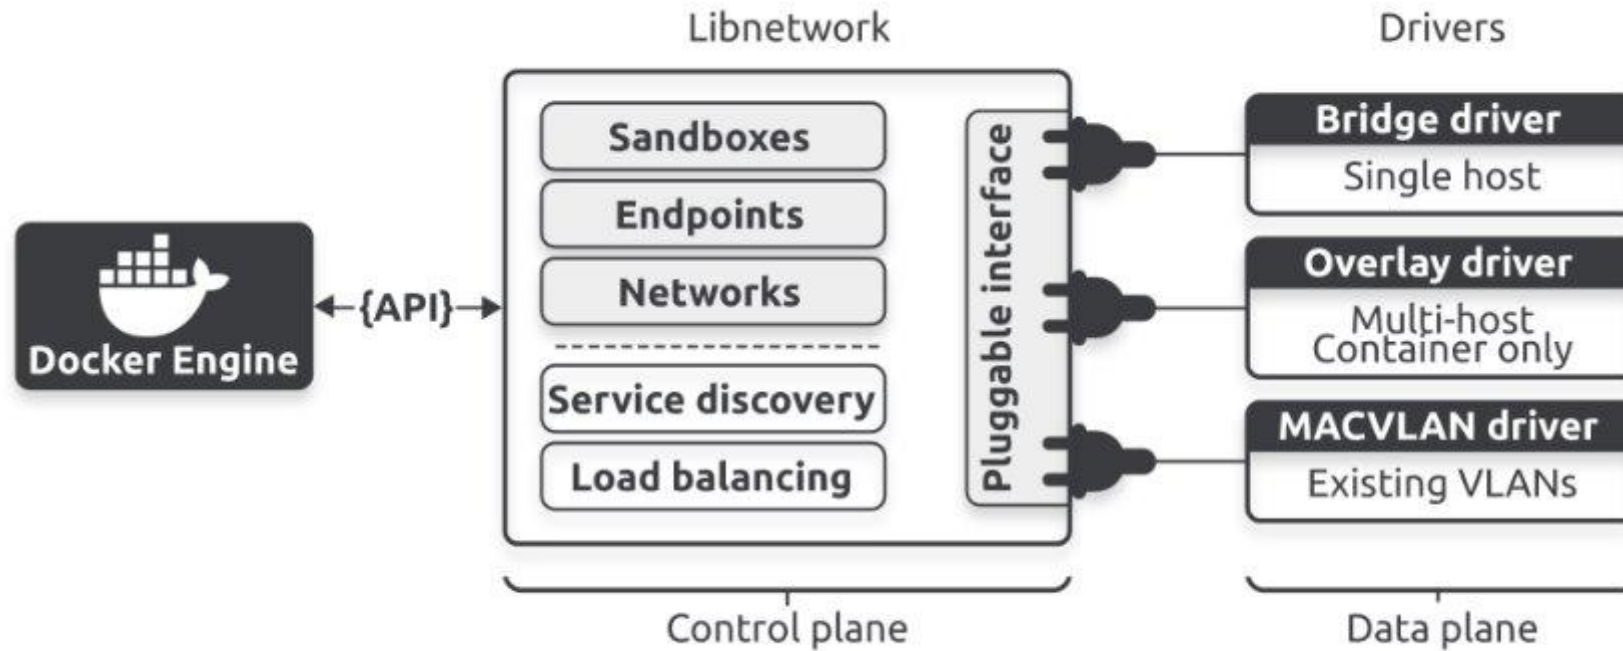 Libnetwork
Drivers
Docker Engine
{API}
Sandboxes
Endpoints
Networks
Service discovery
Load balancing
Pluggable interface
Bridge driver
Single host
Overlay driver
Multi-host
Container only
MACVLAN driver
Existing VLANs
Control plane
Data plane